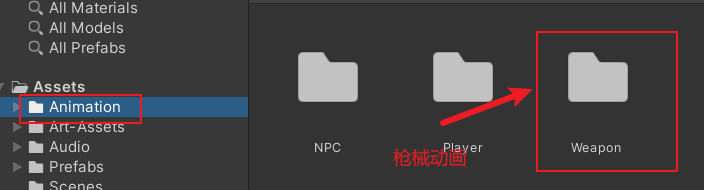 All Materials
All Models
All Prefabs
Assets
Animation
Art-Assets
Audio
Prefabs
Scenes
NPC
Player
Weapon
枪械动画